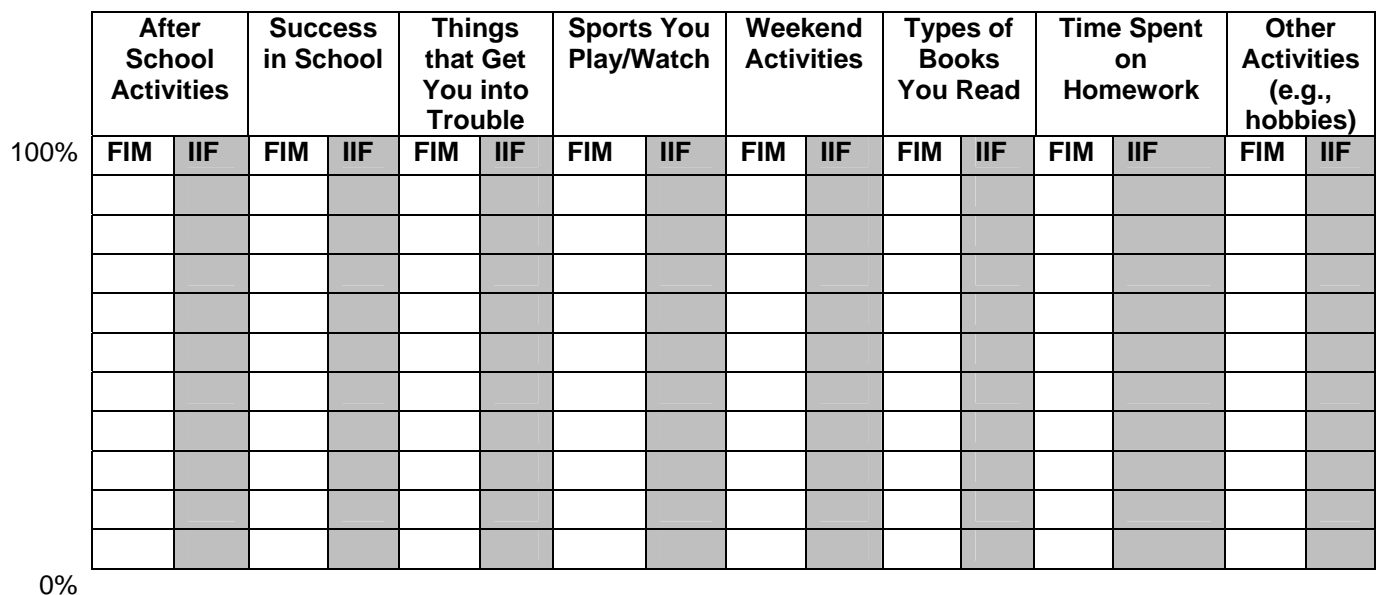 After School Activities
Success in School
Things that Get You into Trouble
Sports You Play/Watch
Weekend Activities
Types of Books You Read
Time Spent on Homework
Other Activities (e.g., hobbies)
100% FIM IIF FIM IIF FIM IIF FIM IIF FIM IIF FIM IIF FIM IIF FIM IIF
0%